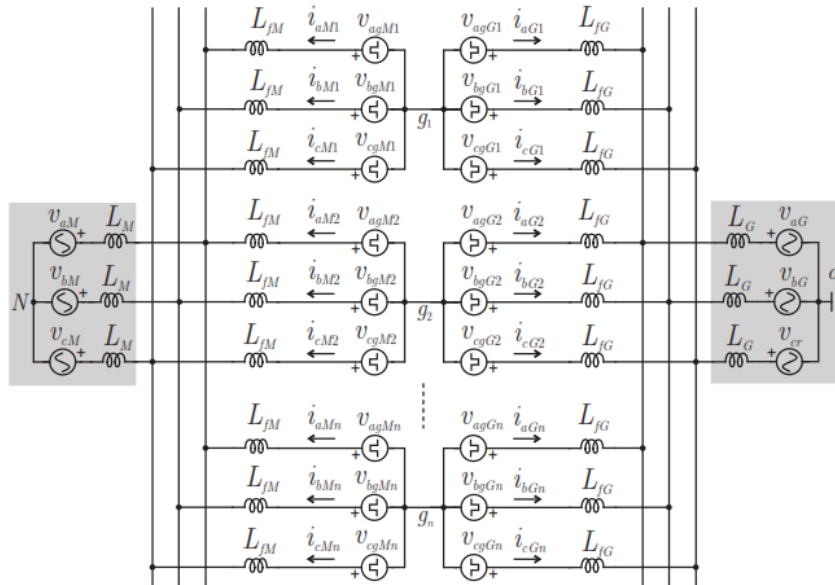 L_fM i_aM1 v_agM1 v_agG1 i_aG1 L_fG
L_fM i_bM1 v_bgM1 v_bgG1 i_bG1 L_fG
g_1
L_fM i_cM1 v_cgM1 v_cgG1 i_cG1 L_fG
v_aM L_M L_fM i_aM2 v_agM2 v_agG2 i_aG2 L_fG L_G v_aG
v_bM L_M L_fM i_bM2 v_bgM2 v_bgG2 i_bG2 L_fG L_G v_bG
N g_2
v_cM L_M L_fM i_cM2 v_cgM2 v_cgG2 i_cG2 L_fG L_G v_cr
L_fM i_aMn v_agMn v_agGn i_aGn L_fG
L_fM i_bMn v_bgMn v_bgGn i_bGn L_fG
g_n
L_fM i_cMn v_cgMn v_cgGn i_cGn L_fG